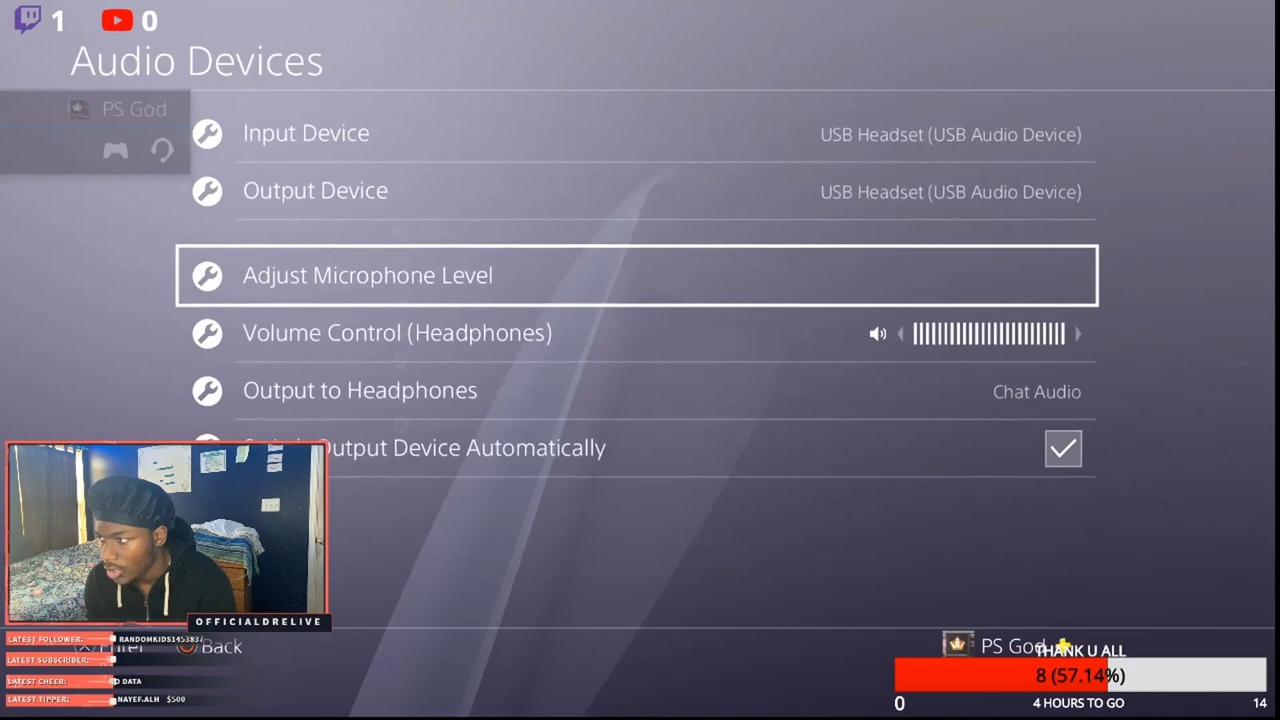 1
0
Audio Devices
PS God
Input Device
USB Headset (USB Audio Device)
Output Device
USB Headset (USB Audio Device)
Adjust Microphone Level
Volume Control (Headphones)
Output to Headphones
Chat Audio
Output Device Automatically
OFFICIALDRELIVE
LATEST FOLLOWER:
RANDOMKIDS1453837
Enter
Back
LATEST SUBSCRIBER:
LATEST CHEER:
DATA
LATEST TIPPER:
NAYEF.ALH $500
PS God
THANK U ALL
8 (57.14%)
0
4 HOURS TO GO
14